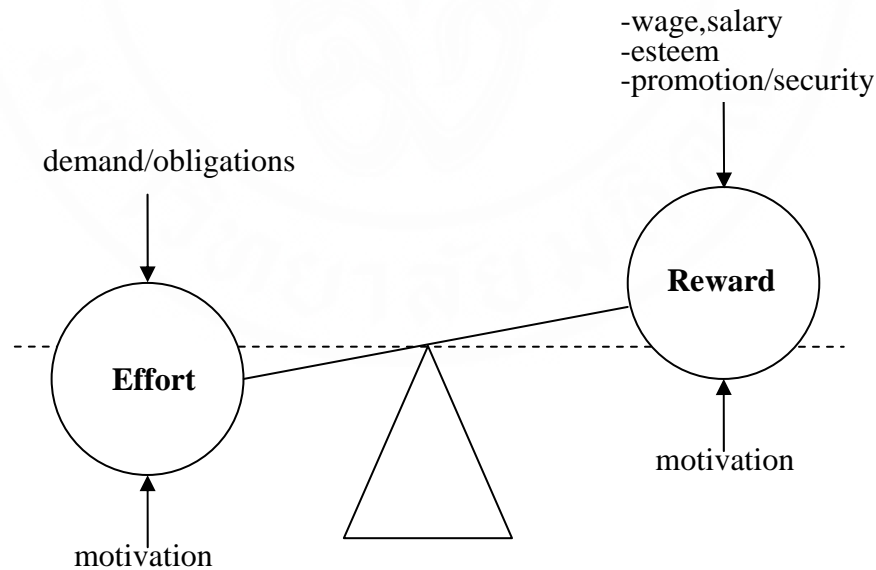 -wage,salary
-esteem
-promotion/security
demand/obligations
Reward
Effort
motivation
motivation